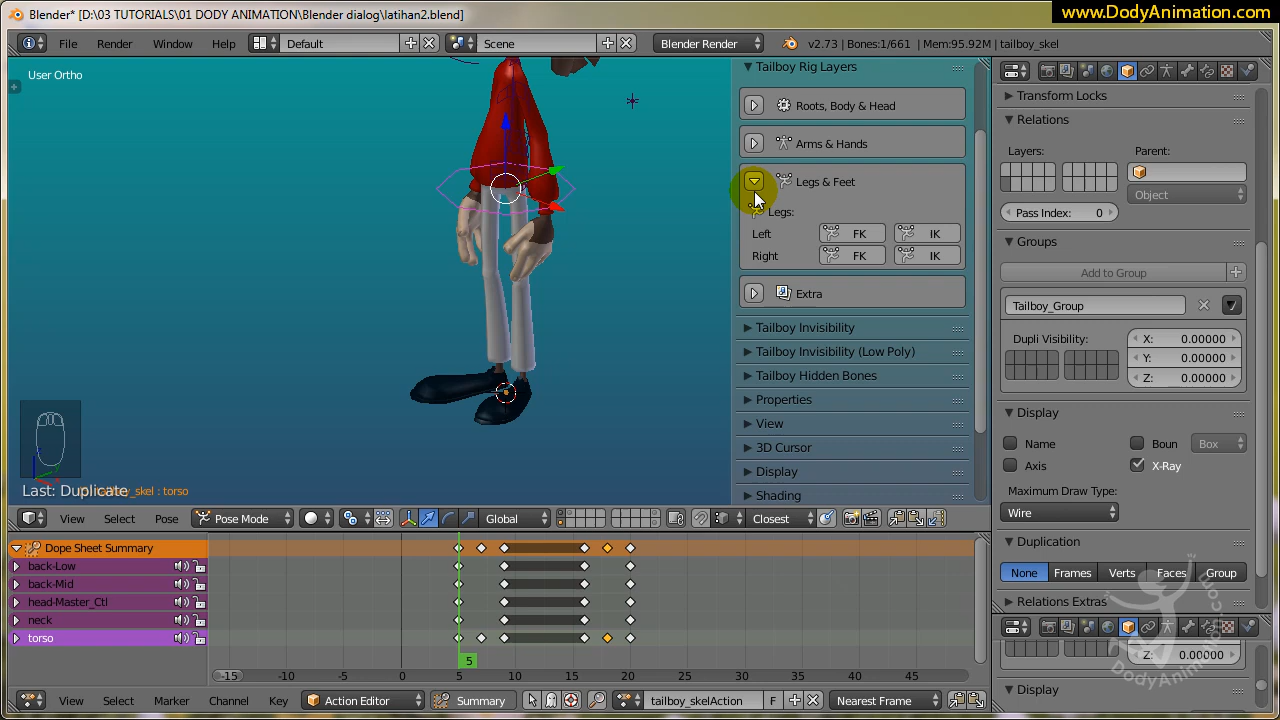 Blender* [D:\03 TUTORIALS\01 DODY ANIMATION\Blender dialog\latihan2.blend]
www.DodyAnimation.com
File Render Window Help Default Scene Blender Render v2.73 | Bones:1/661 | Mem:95.92M | tailboy_skel
User Ortho
Tailboy Rig Layers
Roots, Body & Head
Arms & Hands
Legs & Feet
Legs:
Left FK IK
Right FK IK
Extra
Tailboy Invisibility
Tailboy Invisibility (Low Poly)
Tailboy Hidden Bones
Properties
View
3D Cursor
Display
Shading
Transform Locks
Relations
Layers: Parent:
Object
Pass Index: 0
Groups
Add to Group
Tailboy_Group
Dupli Visibility: X: 0.00000
Y: 0.00000
Z: 0.00000
Display
Name Boun Box
Axis X-Ray
Maximum Draw Type:
Wire
Duplication
None Frames Verts Faces Group
Relations Extras
Z: 0.00000
Display
DodyAnimation.com
Last: Duplicate
tailboy_skel : torso
View Select Pose Pose Mode Global Closest
Dope Sheet Summary
back-Low
back-Mid
head-Master_Ctl
neck
torso
-15 -10 -5 0 5 10 15 20 25 30 35 40 45
5
View Select Marker Channel Key Action Editor Summary tailboy_skelAction F Nearest Frame